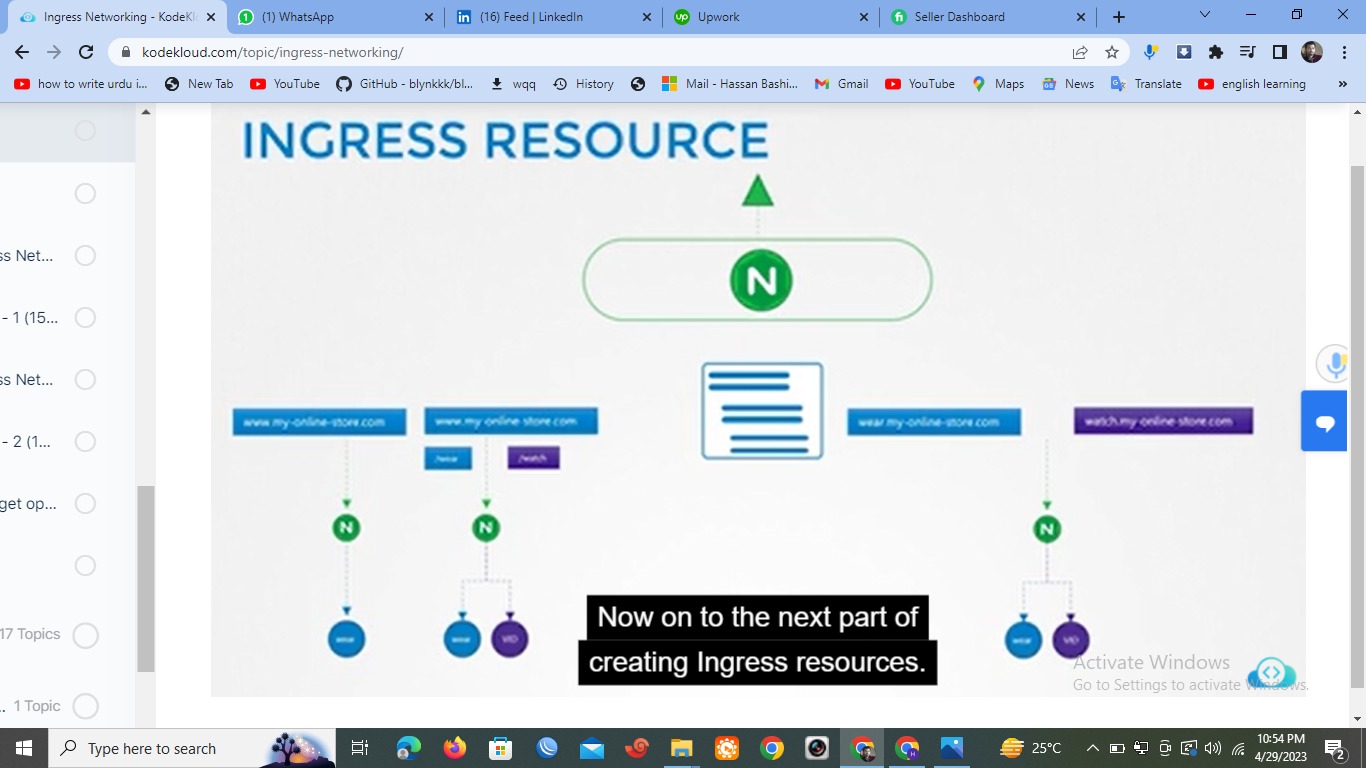 Ingress Networking - KodeKl
(1) WhatsApp
(16) Feed | LinkedIn
Upwork
Seller Dashboard
kodekloud.com/topic/ingress-networking/
how to write urdu i...
New Tab
YouTube
GitHub - blynkkk/bl...
wqq
History
Mail - Hassan Bashi...
Gmail
YouTube
Maps
News
Translate
english learning
»
INGRESS RESOURCE
N
ss Net...
- 1 (15...
ss Net...
- 2 (1...
get op...
17 Topics
.. 1 Topic
www.my-online-store.com
www.my-online-store.com
wear.my-online-store.com
watch.my-online-store.com
/wear
/watch
N
N
N
wear
wear
VID
wear
VID
Now on to the next part of
creating Ingress resources.
Activate Windows
Go to Settings to activate Windows.
Type here to search
25°C
10:54 PM
4/29/2023
2